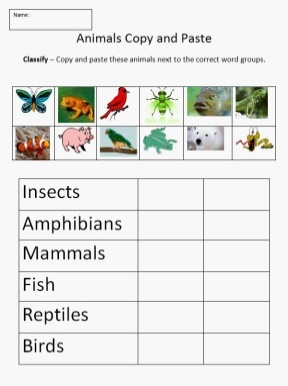 Name:
Animals Copy and Paste
Classify – Copy and paste these animals next to the correct word groups.
Insects
Amphibians
Mammals
Fish
Reptiles
Birds